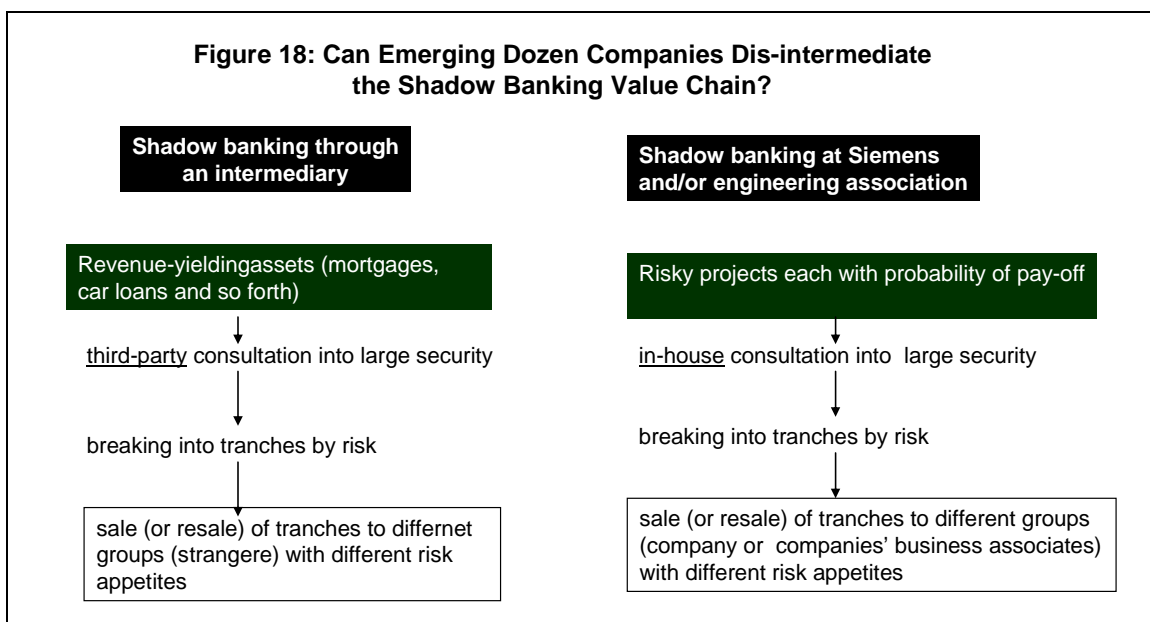 Figure 18: Can Emerging Dozen Companies Dis-intermediate
the Shadow Banking Value Chain?
Shadow banking through
an intermediary
Revenue-yieldingassets (mortgages,
car loans and so forth)
third-party consultation into large security
breaking into tranches by risk
sale (or resale) of tranches to differnet
groups (strangere) with different risk
appetites
Shadow banking at Siemens
and/or engineering association
Risky projects each with probability of pay-off
in-house consultation into large security
breaking into tranches by risk
sale (or resale) of tranches to different groups
(company or companies' business associates)
with different risk appetites